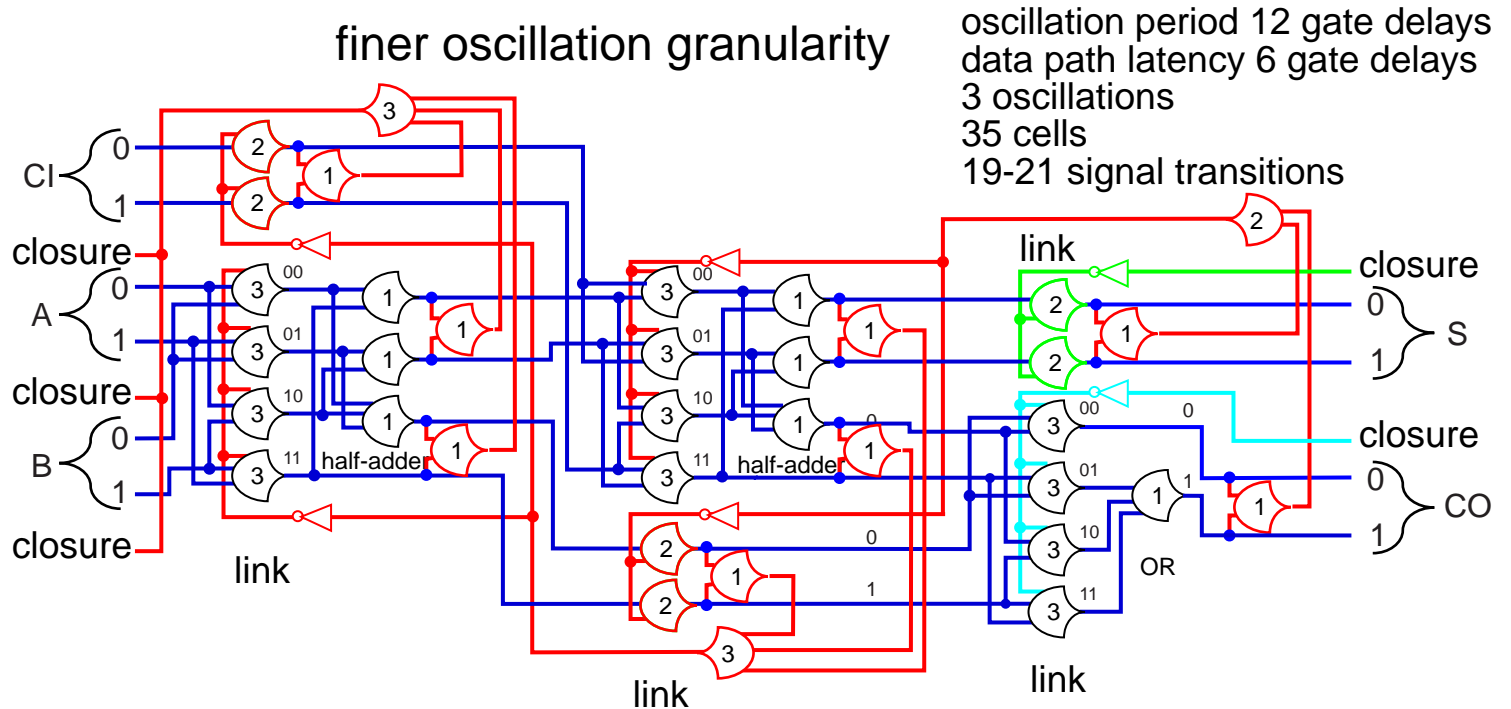 finer oscillation granularity
oscillation period 12 gate delays
data path latency 6 gate delays
3 oscillations
35 cells
19-21 signal transitions
CI
0
1
closure
A
0
1
closure
B
0
1
closure
2
2
1
3
3 00
3 01
3 10
3 11
1
1
1
1
1
half-adder
link
3 00
3 01
3 10
3 11
1
1
1
1
1
0
half-adder
2
2
1
3
0
1
link
link
2
2
2
1
3 00
3 01
3 10
3 11
1
0
1
OR
1
link
closure
0
1
S
closure
0
1
CO